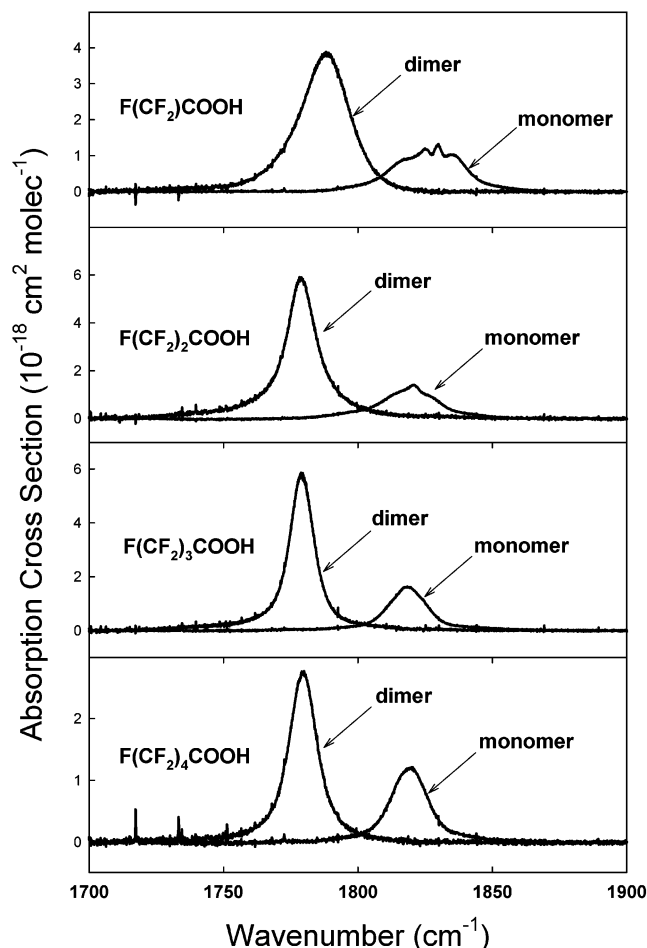 Absorption Cross Section (10⁻¹⁸ cm² molec⁻¹)
4
3
2
1
0
F(CF₂)COOH
dimer
monomer
6
4
2
0
F(CF₂)₂COOH
dimer
monomer
6
4
2
0
F(CF₂)₃COOH
dimer
monomer
2
1
0
F(CF₂)₄COOH
dimer
monomer
1700 1750 1800 1850 1900
Wavenumber (cm⁻¹)